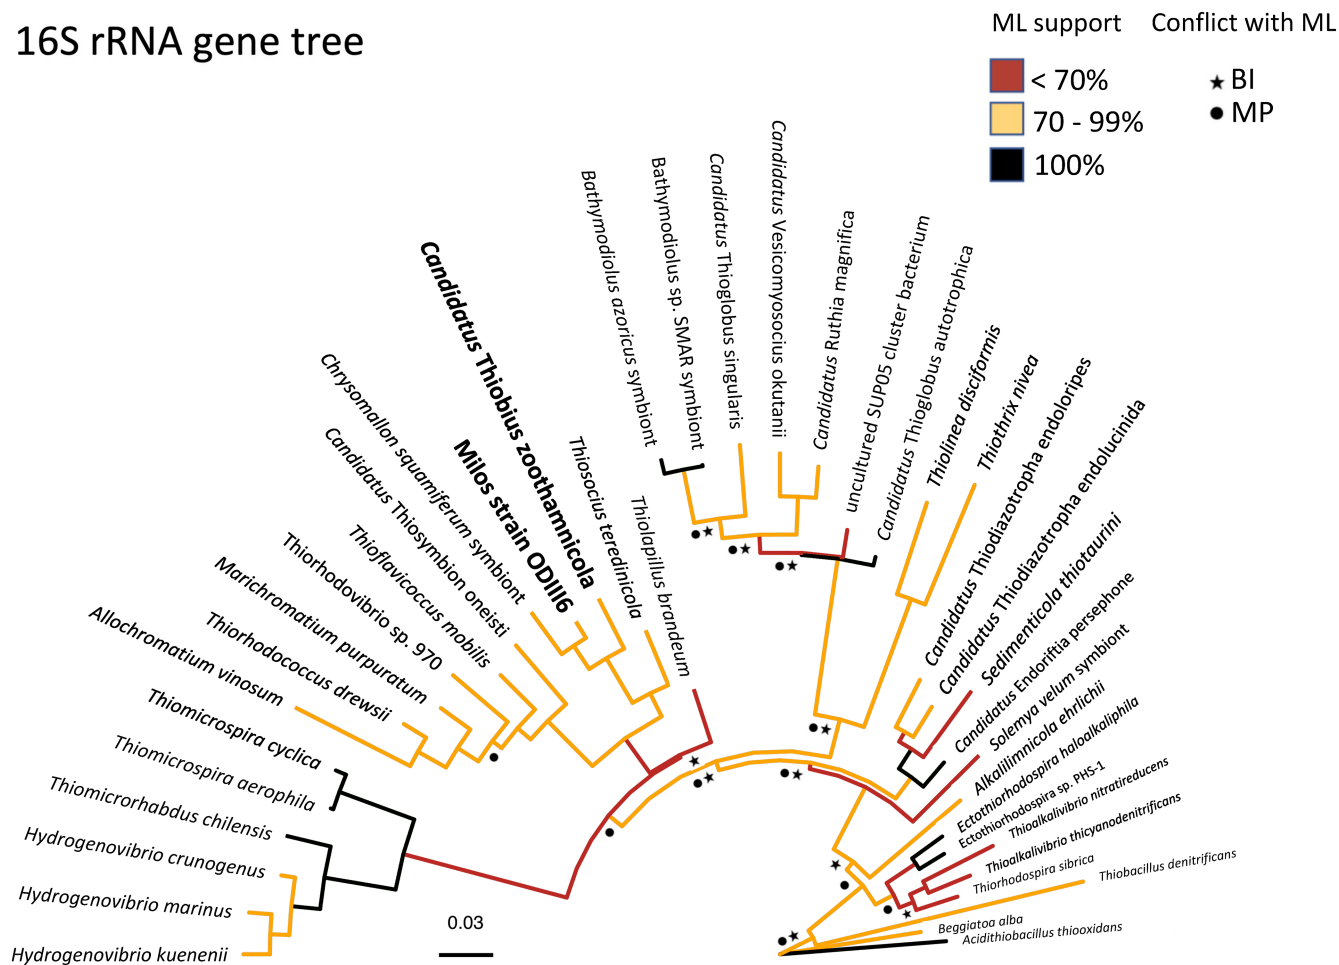 16S rRNA gene tree
ML support
Conflict with ML
< 70%
70 - 99%
100%
BI
MP
Hydrogenovibrio kuenenii
Hydrogenovibrio marinus
Hydrogenovibrio crunogenus
Thiomicrorhabdus chilensis
Thiomicrospira aerophila
Thiomicrospira cyclica
Allochromatium vinosum
Thiorhodococcus drewsii
Marichromatium purpuratum
Thiorhodovibrio sp. 970
Thioflavicoccus mobilis
Candidatus Thiosymbion oneisti
Chrysomallon squamiferum symbiont
Milos strain ODIII6
Candidatus Thiobius zoothamnicola
Thiosocius teredinicola
Thiolapillus brandeum
Bathymodiolus azoricus symbiont
Bathymodiolus sp. SMAR symbiont
Candidatus Thioglobus singularis
Candidatus Vesicomyosocius okutanii
Candidatus Ruthia magnifica
uncultured SUP05 cluster bacterium
Candidatus Thioglobus autotrophica
Thiolinea disciformis
Thiothrix nivea
Candidatus Thiodiazotropha endoloripes
Candidatus Thiodiazotropha endolucinida
Sedimenticola thiotaurini
Candidatus Endoriftia persephone
Solemya velum symbiont
Alkalilimnicola ehrlichii
Ectothiorhodospira haloalkaliphila
Ectothiorhodospira sp. PHS-1
Thioalkalivibrio nitratireducens
Thioalkalivibrio thicyanodenitrificans
Thiorhodospira sibrica
Thiobacillus denitrificans
Beggiatoa alba
Acidithiobacillus thiooxidans
0.03